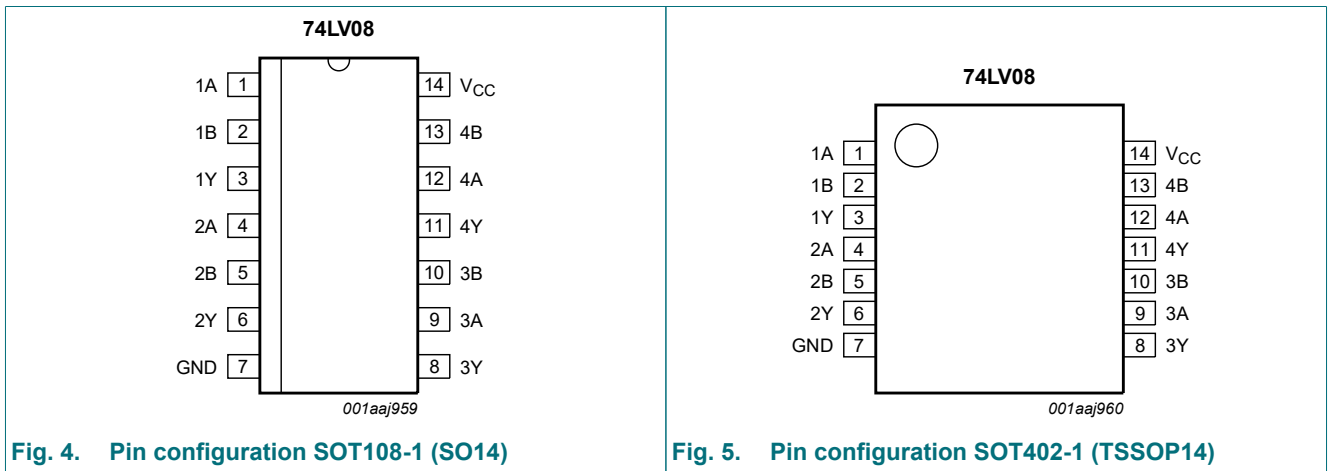 74LV08
1A 1 14 VCC
1B 2 13 4B
1Y 3 12 4A
2A 4 11 4Y
2B 5 10 3B
2Y 6 9 3A
GND 7 8 3Y
001aaj959
Fig. 4. Pin configuration SOT108-1 (SO14)
74LV08
1A 1 14 VCC
1B 2 13 4B
1Y 3 12 4A
2A 4 11 4Y
2B 5 10 3B
2Y 6 9 3A
GND 7 8 3Y
001aaj960
Fig. 5. Pin configuration SOT402-1 (TSSOP14)